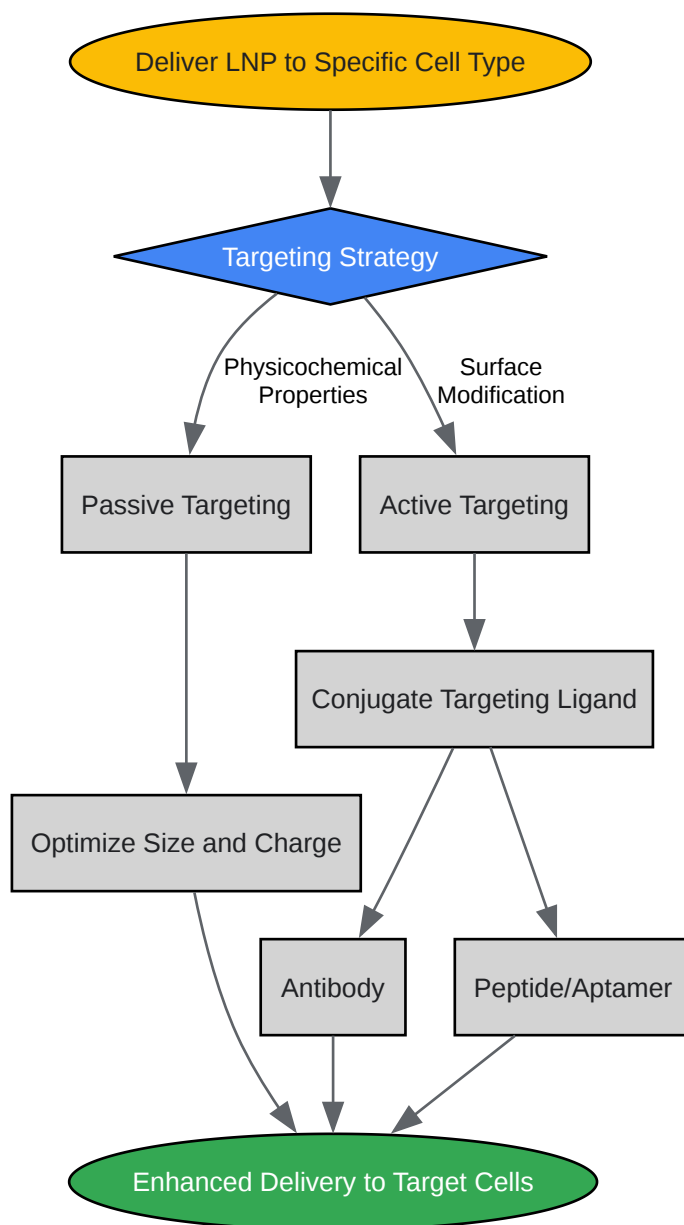 Deliver LNP to Specific Cell Type
Targeting Strategy
Physicochemical
Properties
Surface
Modification
Passive Targeting
Active Targeting
Conjugate Targeting Ligand
Optimize Size and Charge
Antibody
Peptide/Aptamer
Enhanced Delivery to Target Cells